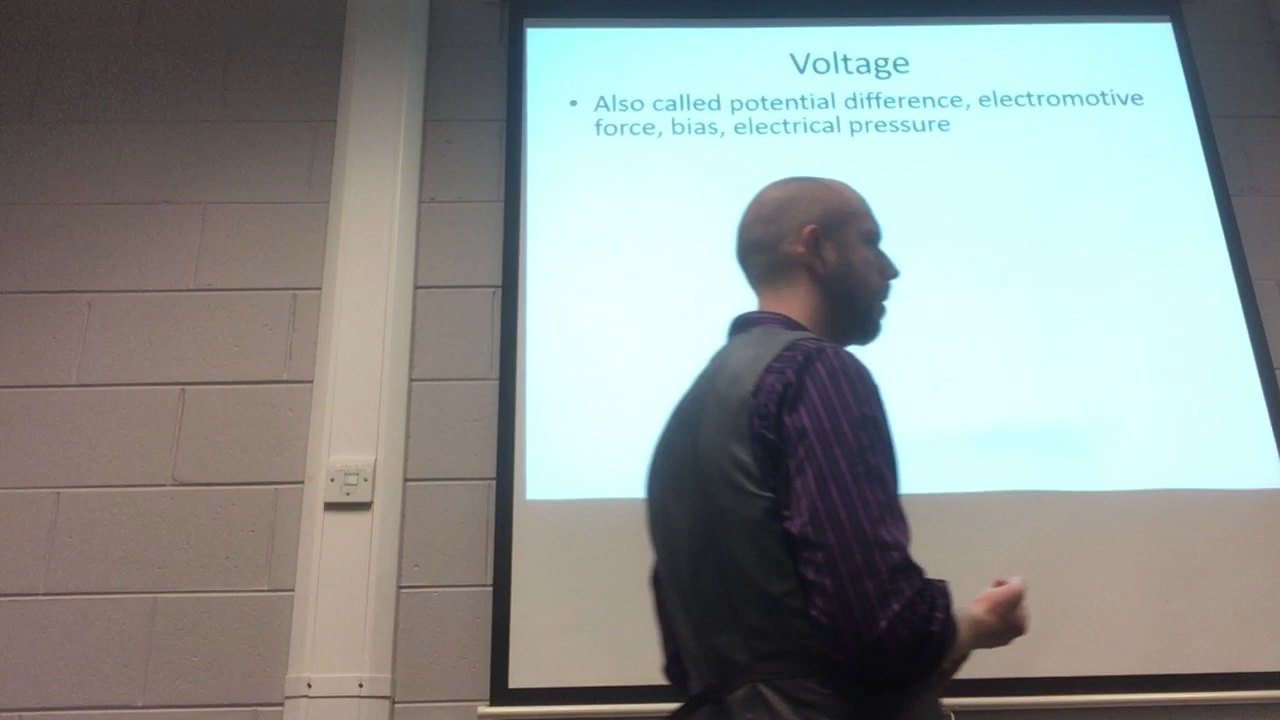 Voltage
• Also called potential difference, electromotive
force, bias, electrical pressure